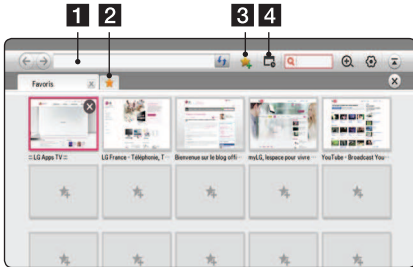 1 2 3 4
Favoris
:: LG Apps TV :: LG France - Téléphonie, T··· Bienvenue sur le blog offi··· myLG, lespace pour vivre ··· YouTube - Broadcast You···